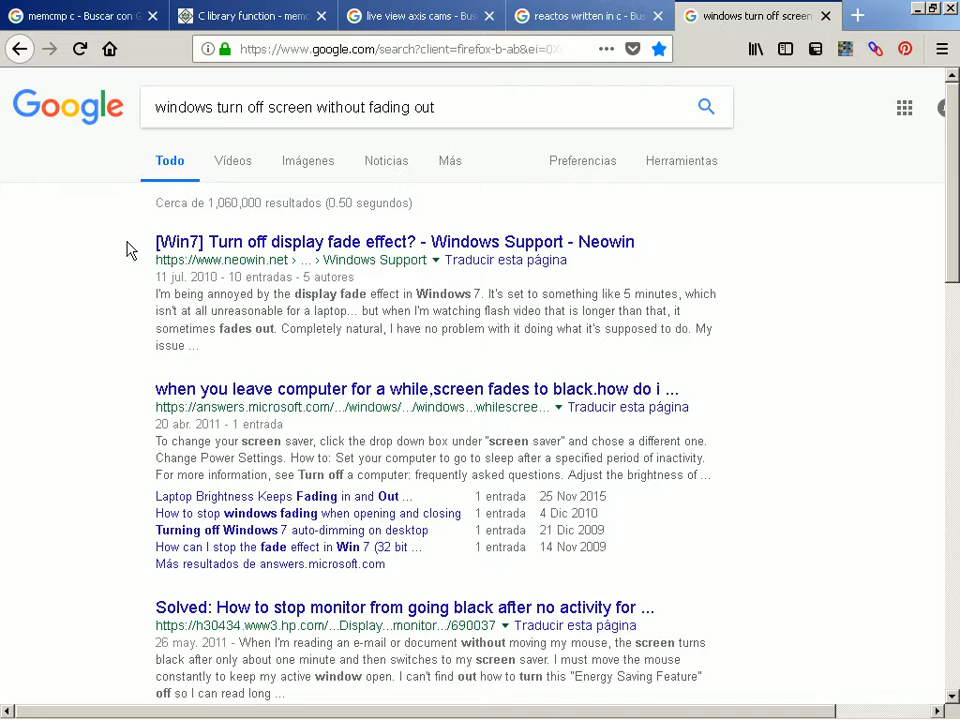 memcmp c - Buscar con G
C library function - memc
live view axis cams - Bus
reactos written in c - Bus
windows turn off screen
https://www.google.com/search?client=firefox-b-ab&ei=0X
Google
windows turn off screen without fading out
Todo
Vídeos
Imágenes
Noticias
Más
Preferencias
Herramientas
Cerca de 1,060,000 resultados (0.50 segundos)
[Win7] Turn off display fade effect? - Windows Support - Neowin
https://www.neowin.net › ... › Windows Support ▼ Traducir esta página
11 jul. 2010 - 10 entradas - 5 autores
I'm being annoyed by the display fade effect in Windows 7. It's set to something like 5 minutes, which
isn't at all unreasonable for a laptop... but when I'm watching flash video that is longer than that, it
sometimes fades out. Completely natural, I have no problem with it doing what it's supposed to do. My
issue ...
when you leave computer for a while,screen fades to black.how do i ...
https://answers.microsoft.com/.../windows/.../windows...whilescree... ▼ Traducir esta página
20 abr. 2011 - 1 entrada
To change your screen saver, click the drop down box under "screen saver" and chose a different one.
Change Power Settings. How to: Set your computer to go to sleep after a specified period of inactivity.
For more information, see Turn off a computer: frequently asked questions. Adjust the brightness of ...
Laptop Brightness Keeps Fading in and Out ... 1 entrada 25 Nov 2015
How to stop windows fading when opening and closing 1 entrada 4 Dic 2010
Turning off Windows 7 auto-dimming on desktop 1 entrada 21 Dic 2009
How can I stop the fade effect in Win 7 (32 bit ... 1 entrada 14 Nov 2009
Más resultados de answers.microsoft.com
Solved: How to stop monitor from going black after no activity for ...
https://h30434.www3.hp.com/...Display...monitor.../690037 ▼ Traducir esta página
26 may. 2011 - When I'm reading an e-mail or document without moving my mouse, the screen turns
black after only about one minute and then switches to my screen saver. I must move the mouse
constantly to keep my active window open. I can't find out how to turn this "Energy Saving Feature"
off so I can read long ...